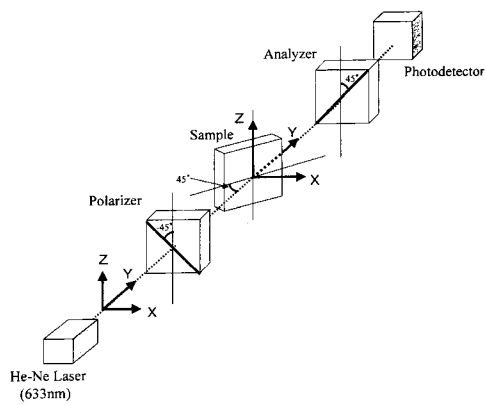 Analyzer
45°
Photodetector
Z
Sample
Y
45°
X
Polarizer
-45°
Z
Y
X
He-Ne Laser
(633nm)